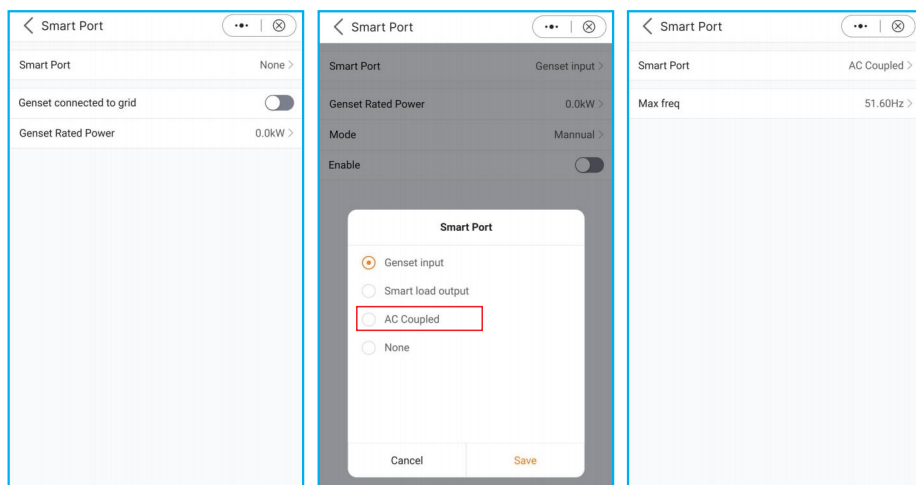 Smart Port
Smart Port None
Genset connected to grid
Genset Rated Power 0.0kW
Smart Port
Smart Port Genset input
Genset Rated Power 0.0kW
Mode Mannual
Enable
Smart Port
Genset input
Smart load output
AC Coupled
None
Cancel Save
Smart Port
Smart Port AC Coupled
Max freq 51.60Hz